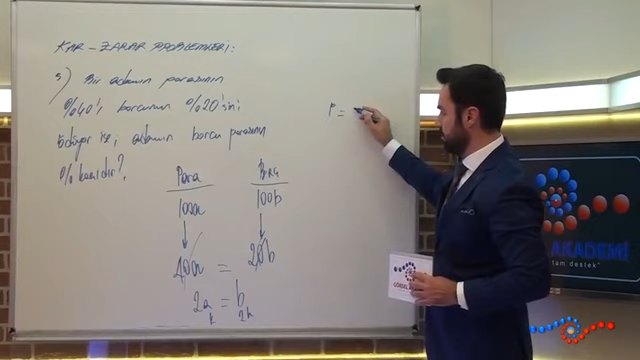 KAR - ZARAR PROBLEMLERİ:
5) Bir adamın parasının
%40'ı borcunun %20'sini
ödüyor ise, adamın borcu parasının
% kaçıdır?
Para Borç
100a 100b
40a = 20b
2a = b
k 2k
P =
AKADEMİ